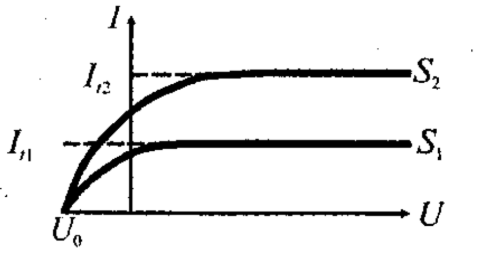 I
I_{t2}
S_2
I_{t1}
S_1
U_0
U